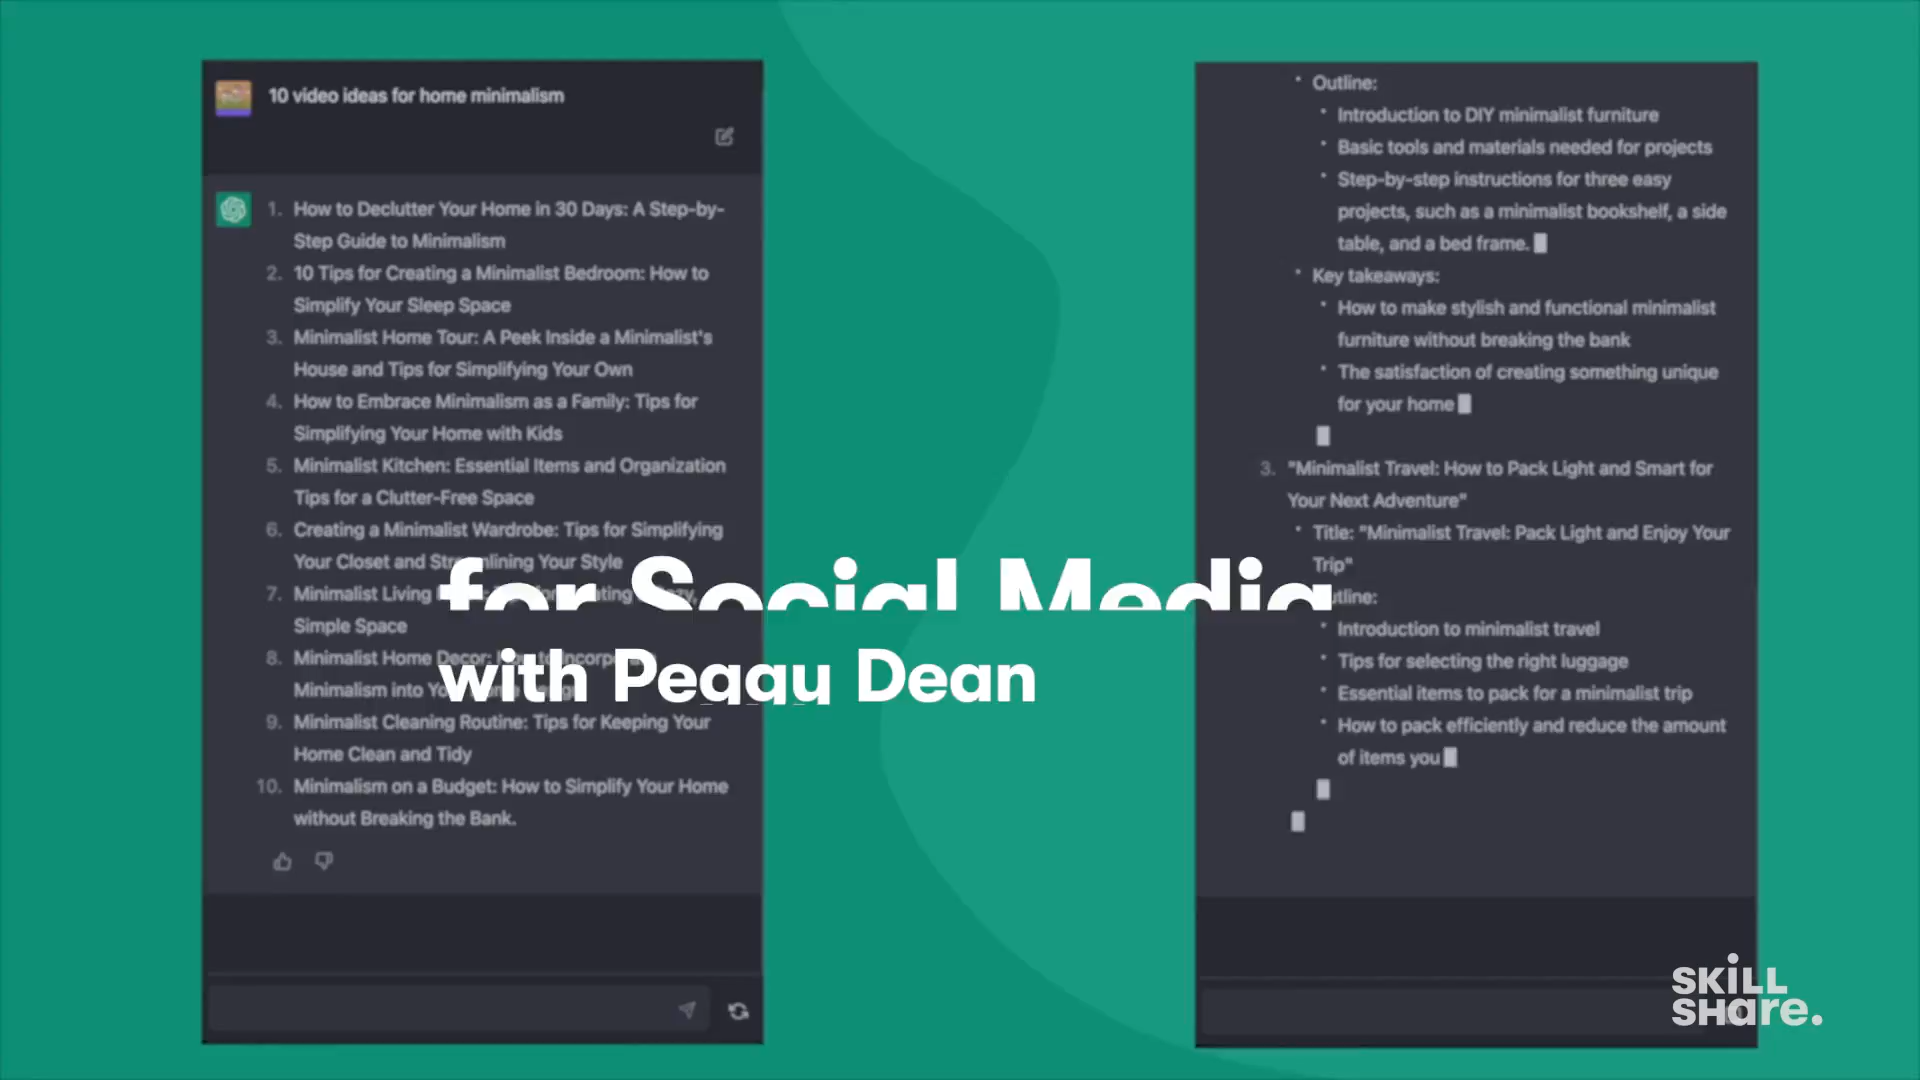 10 video ideas for home minimalism
1. How to Declutter Your Home in 30 Days: A Step-by-
Step Guide to Minimalism
2. 10 Tips for Creating a Minimalist Bedroom: How to
Simplify Your Sleep Space
3. Minimalist Home Tour: A Peek Inside a Minimalist's
House and Tips for Simplifying Your Own
4. How to Embrace Minimalism as a Family: Tips for
Simplifying Your Home with Kids
5. Minimalist Kitchen: Essential Items and Organization
Tips for a Clutter-Free Space
6. Creating a Minimalist Wardrobe: Tips for Simplifying
Your Closet and Streamlining Your Style
7. Minimalist Living
Simple Space
8. Minimalist Home Decor: How to
Minimalism into
9. Minimalist Cleaning Routine: Tips for Keeping Your
Home Clean and Tidy
10. Minimalism on a Budget: How to Simplify Your Home
without Breaking the Bank.
for Social Media
with Peggy Dean
• Outline:
• Introduction to DIY minimalist furniture
• Basic tools and materials needed for projects
• Step-by-step instructions for three easy
projects, such as a minimalist bookshelf, a side
table, and a bed frame.
• Key takeaways:
• How to make stylish and functional minimalist
furniture without breaking the bank
• The satisfaction of creating something unique
for your home
3. "Minimalist Travel: How to Pack Light and Smart for
Your Next Adventure"
• Title: "Minimalist Travel: Pack Light and Enjoy Your
Trip"
Outline:
• Introduction to minimalist travel
• Tips for selecting the right luggage
• Essential items to pack for a minimalist trip
• How to pack efficiently and reduce the amount
of items you
SKiLL
SHare.